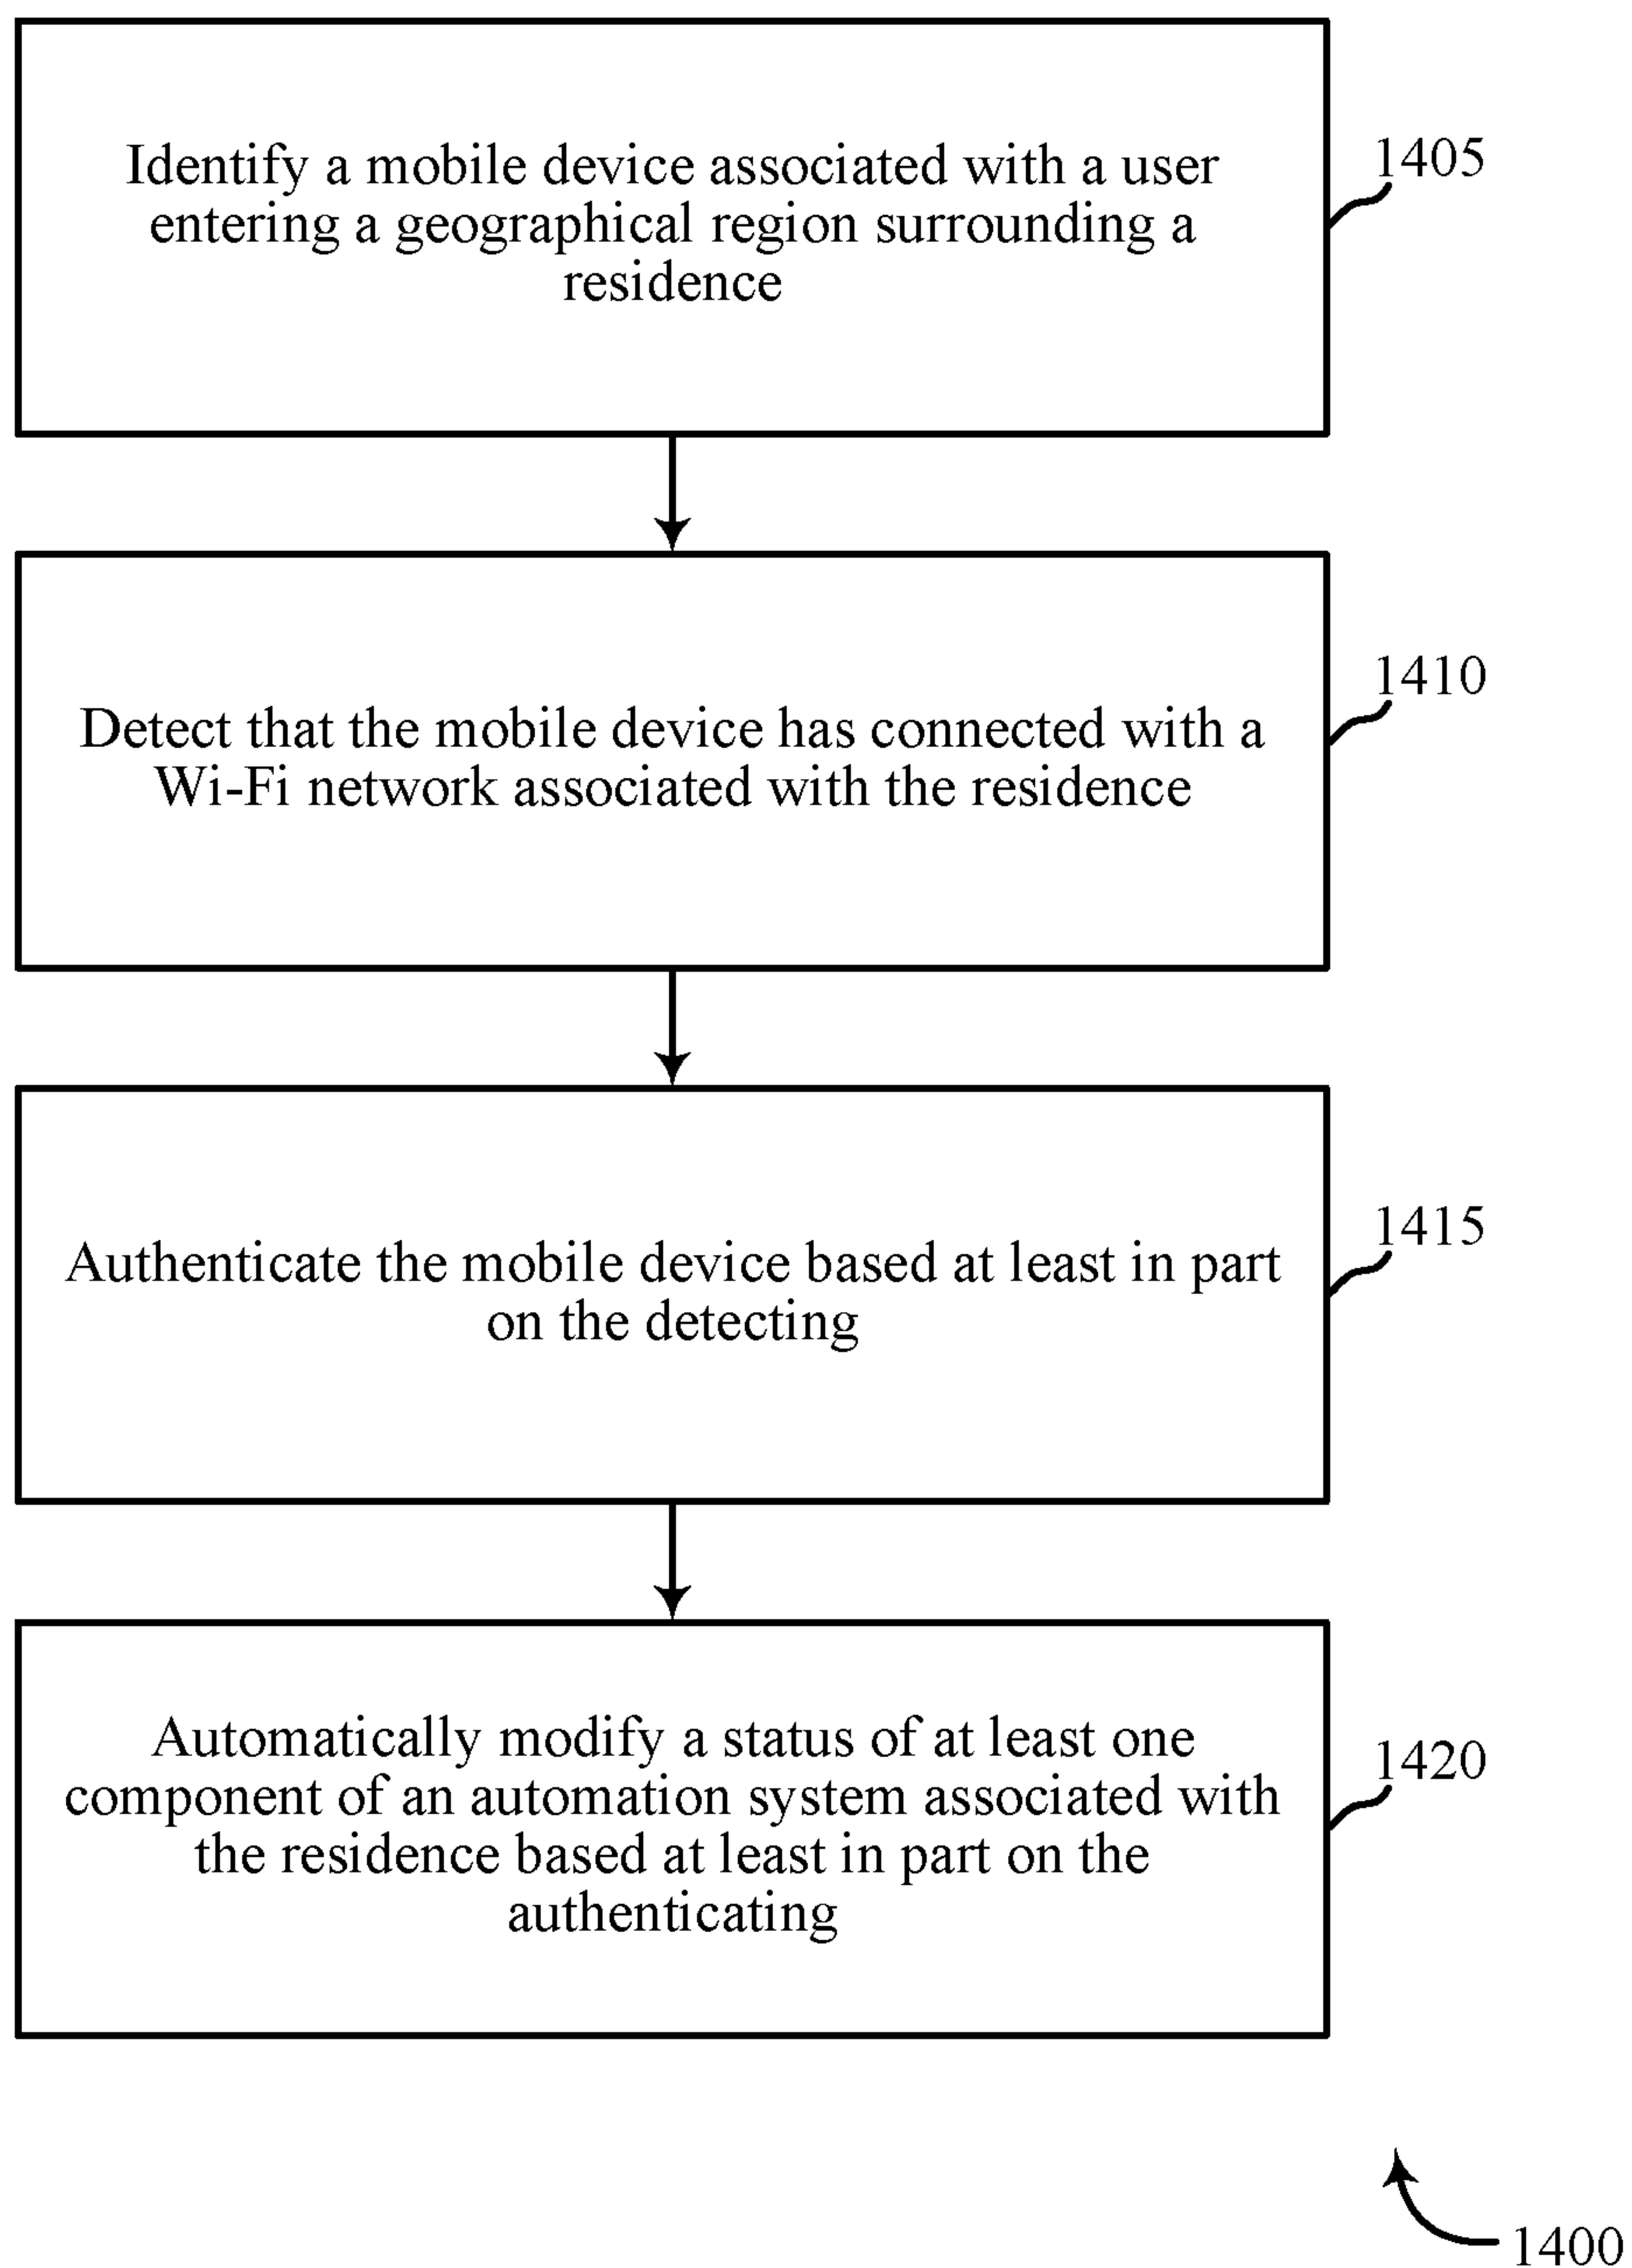 Identify a mobile device associated with a user
entering a geographical region surrounding a
residence
1405
Detect that the mobile device has connected with a
Wi-Fi network associated with the residence
1410
Authenticate the mobile device based at least in part
on the detecting
1415
Automatically modify a status of at least one
component of an automation system associated with
the residence based at least in part on the
authenticating
1420
1400